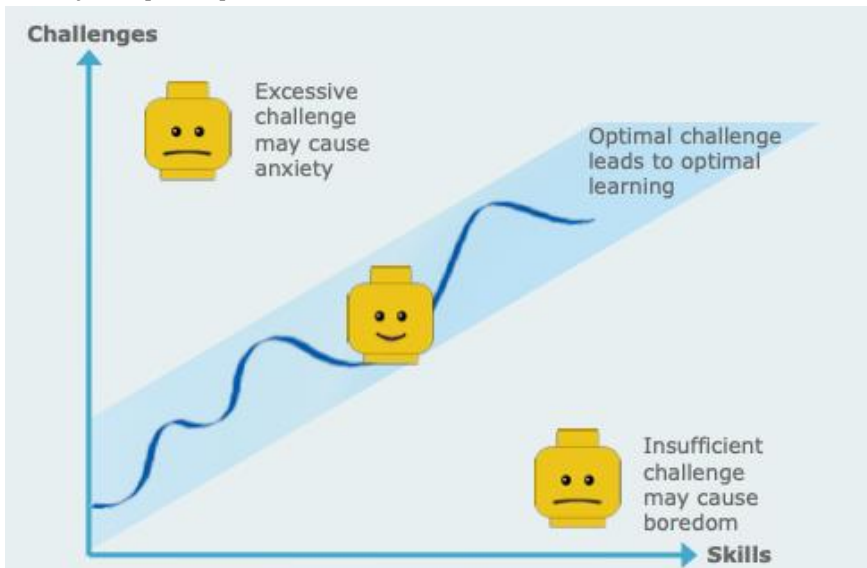 Challenges
Excessive
challenge
may cause
anxiety
Optimal challenge
leads to optimal
learning
Insufficient
challenge
may cause
boredom
Skills